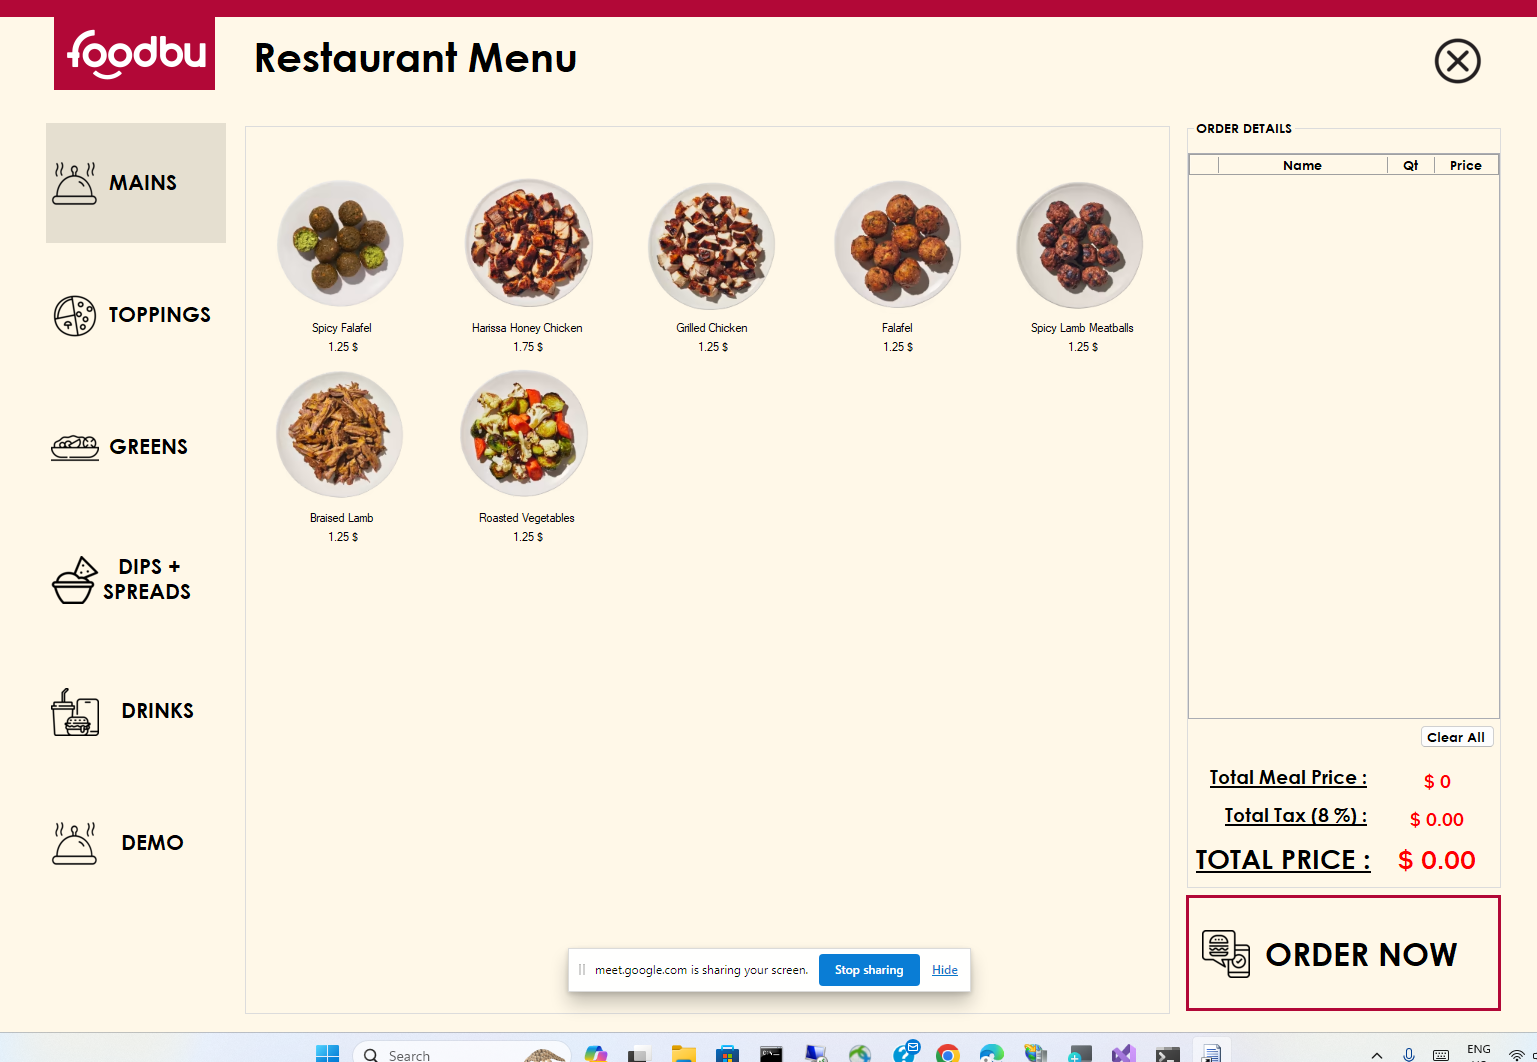 foodbu
Restaurant Menu
MAINS
TOPPINGS
GREENS
DIPS +
SPREADS
DRINKS
DEMO
Spicy Falafel
1.25 $
Harissa Honey Chicken
1.75 $
Grilled Chicken
1.25 $
Falafel
1.25 $
Spicy Lamb Meatballs
1.25 $
Braised Lamb
1.25 $
Roasted Vegetables
1.25 $
ORDER DETAILS
Name Qt Price
Clear All
Total Meal Price : $ 0
Total Tax (8 %) : $ 0.00
TOTAL PRICE : $ 0.00
ORDER NOW
meet.google.com is sharing your screen. Stop sharing Hide
Search
ENG